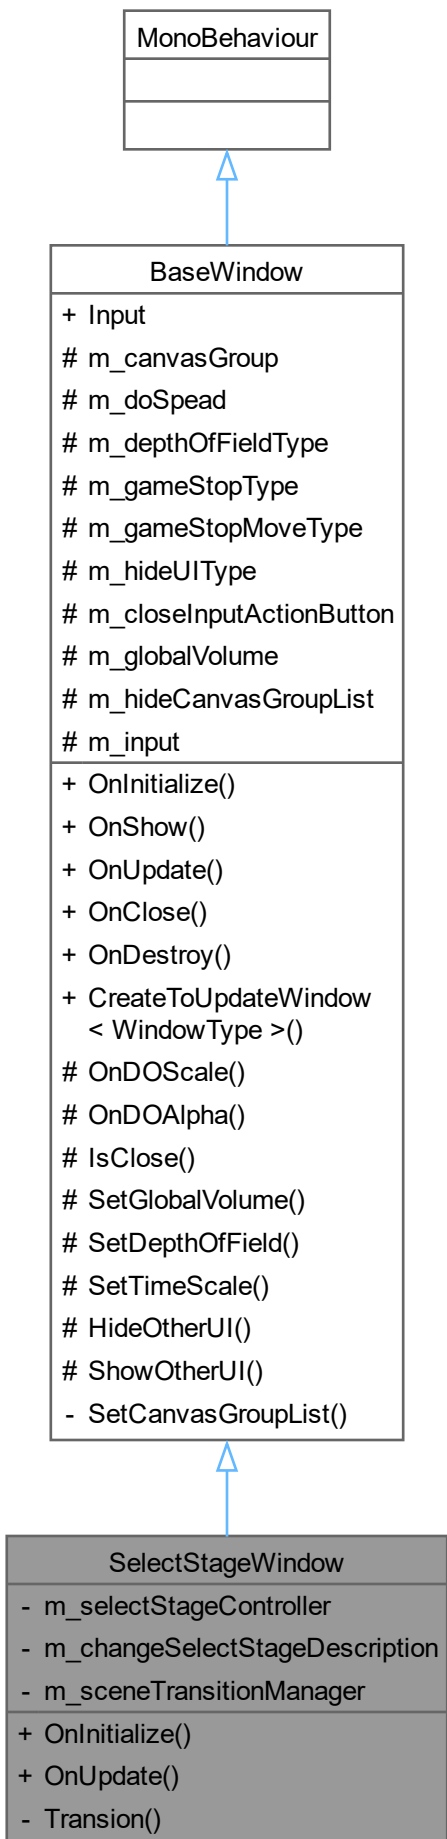 MonoBehaviour
BaseWindow
+ Input
# m_canvasGroup
# m_doSpead
# m_depthOfFieldType
# m_gameStopType
# m_gameStopMoveType
# m_hideUIType
# m_closeInputActionButton
# m_globalVolume
# m_hideCanvasGroupList
# m_input
+ OnInitialize()
+ OnShow()
+ OnUpdate()
+ OnClose()
+ OnDestroy()
+ CreateToUpdateWindow
< WindowType >()
# OnDOScale()
# OnDOAlpha()
# IsClose()
# SetGlobalVolume()
# SetDepthOfField()
# SetTimeScale()
# HideOtherUI()
# ShowOtherUI()
- SetCanvasGroupList()
SelectStageWindow
- m_selectStageController
- m_changeSelectStageDescription
- m_sceneTransitionManager
+ OnInitialize()
+ OnUpdate()
- Transion()